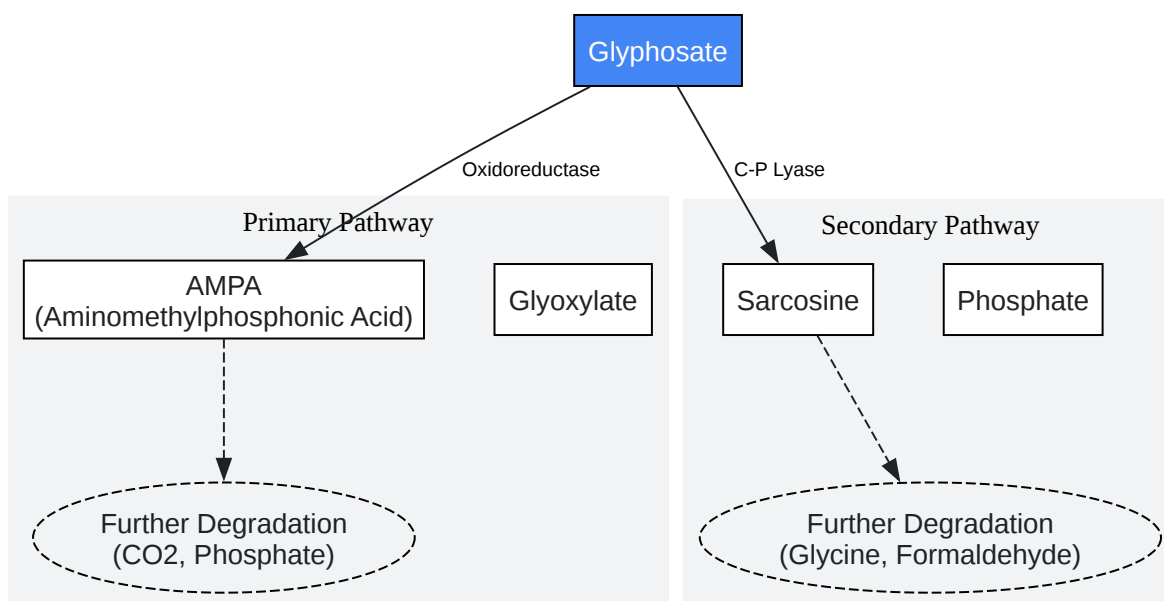 Glyphosate
Oxidoreductase
C-P Lyase
Primary Pathway
Secondary Pathway
AMPA
(Aminomethylphosphonic Acid)
Glyoxylate
Sarcosine
Phosphate
Further Degradation
(CO2, Phosphate)
Further Degradation
(Glycine, Formaldehyde)